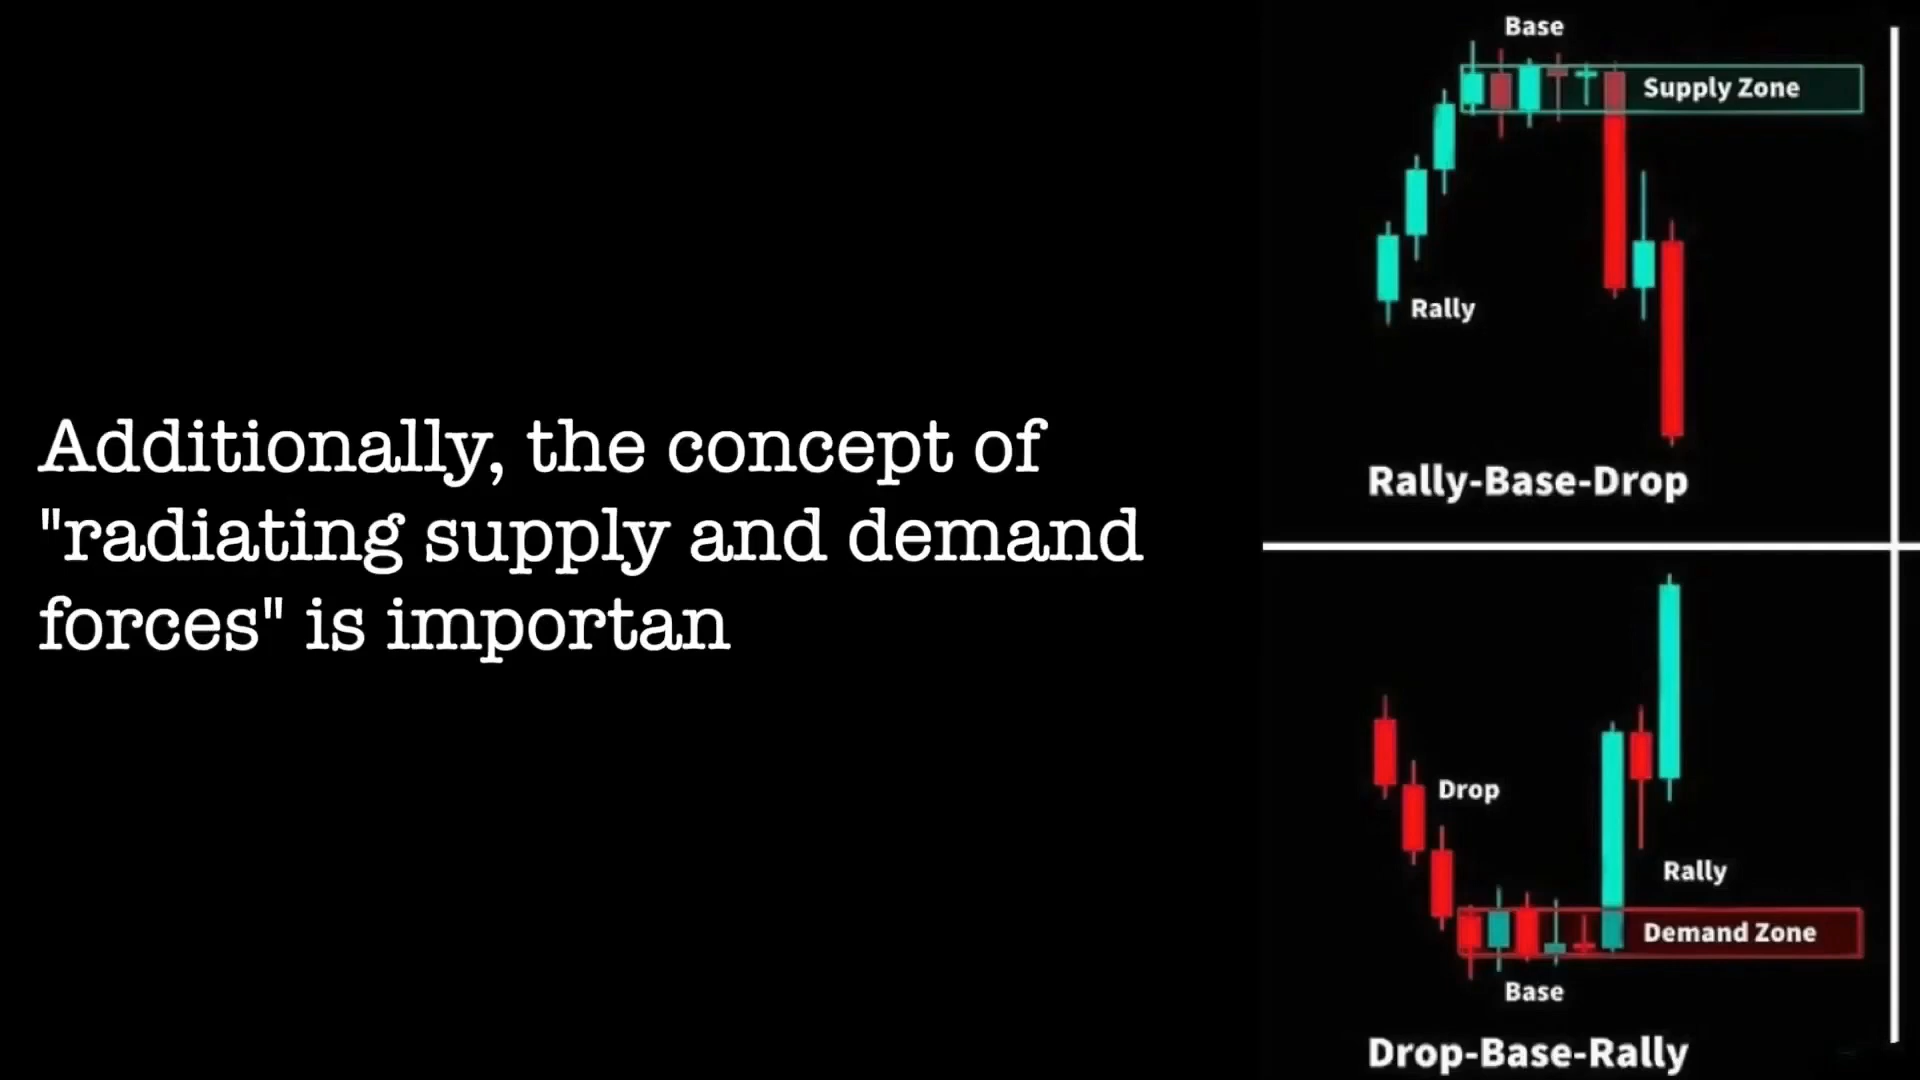 Additionally, the concept of
"radiating supply and demand
forces" is importan
Base
Supply Zone
Rally
Rally-Base-Drop
Drop
Rally
Demand Zone
Base
Drop-Base-Rally